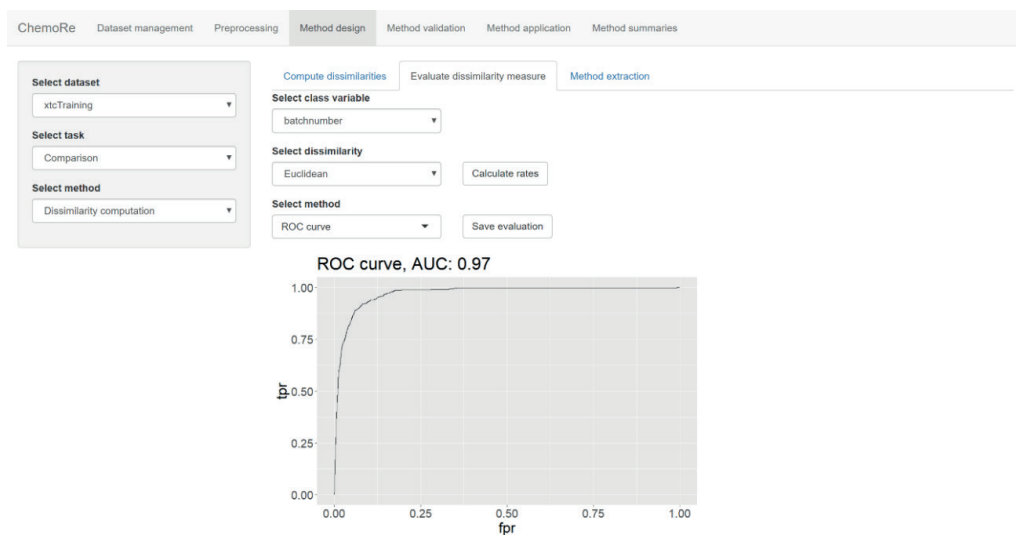 ChemoRe Dataset management Preprocessing Method design Method validation Method application Method summaries
Select dataset
xtcTraining
Select task
Comparison
Select method
Dissimilarity computation
Compute dissimilarities Evaluate dissimilarity measure Method extraction
Select class variable
batchnumber
Select dissimilarity
Euclidean Calculate rates
Select method
ROC curve Save evaluation
ROC curve, AUC: 0.97
1.00
0.75
tpr
0.50
0.25
0.00
0.00 0.25 0.50 0.75 1.00
fpr